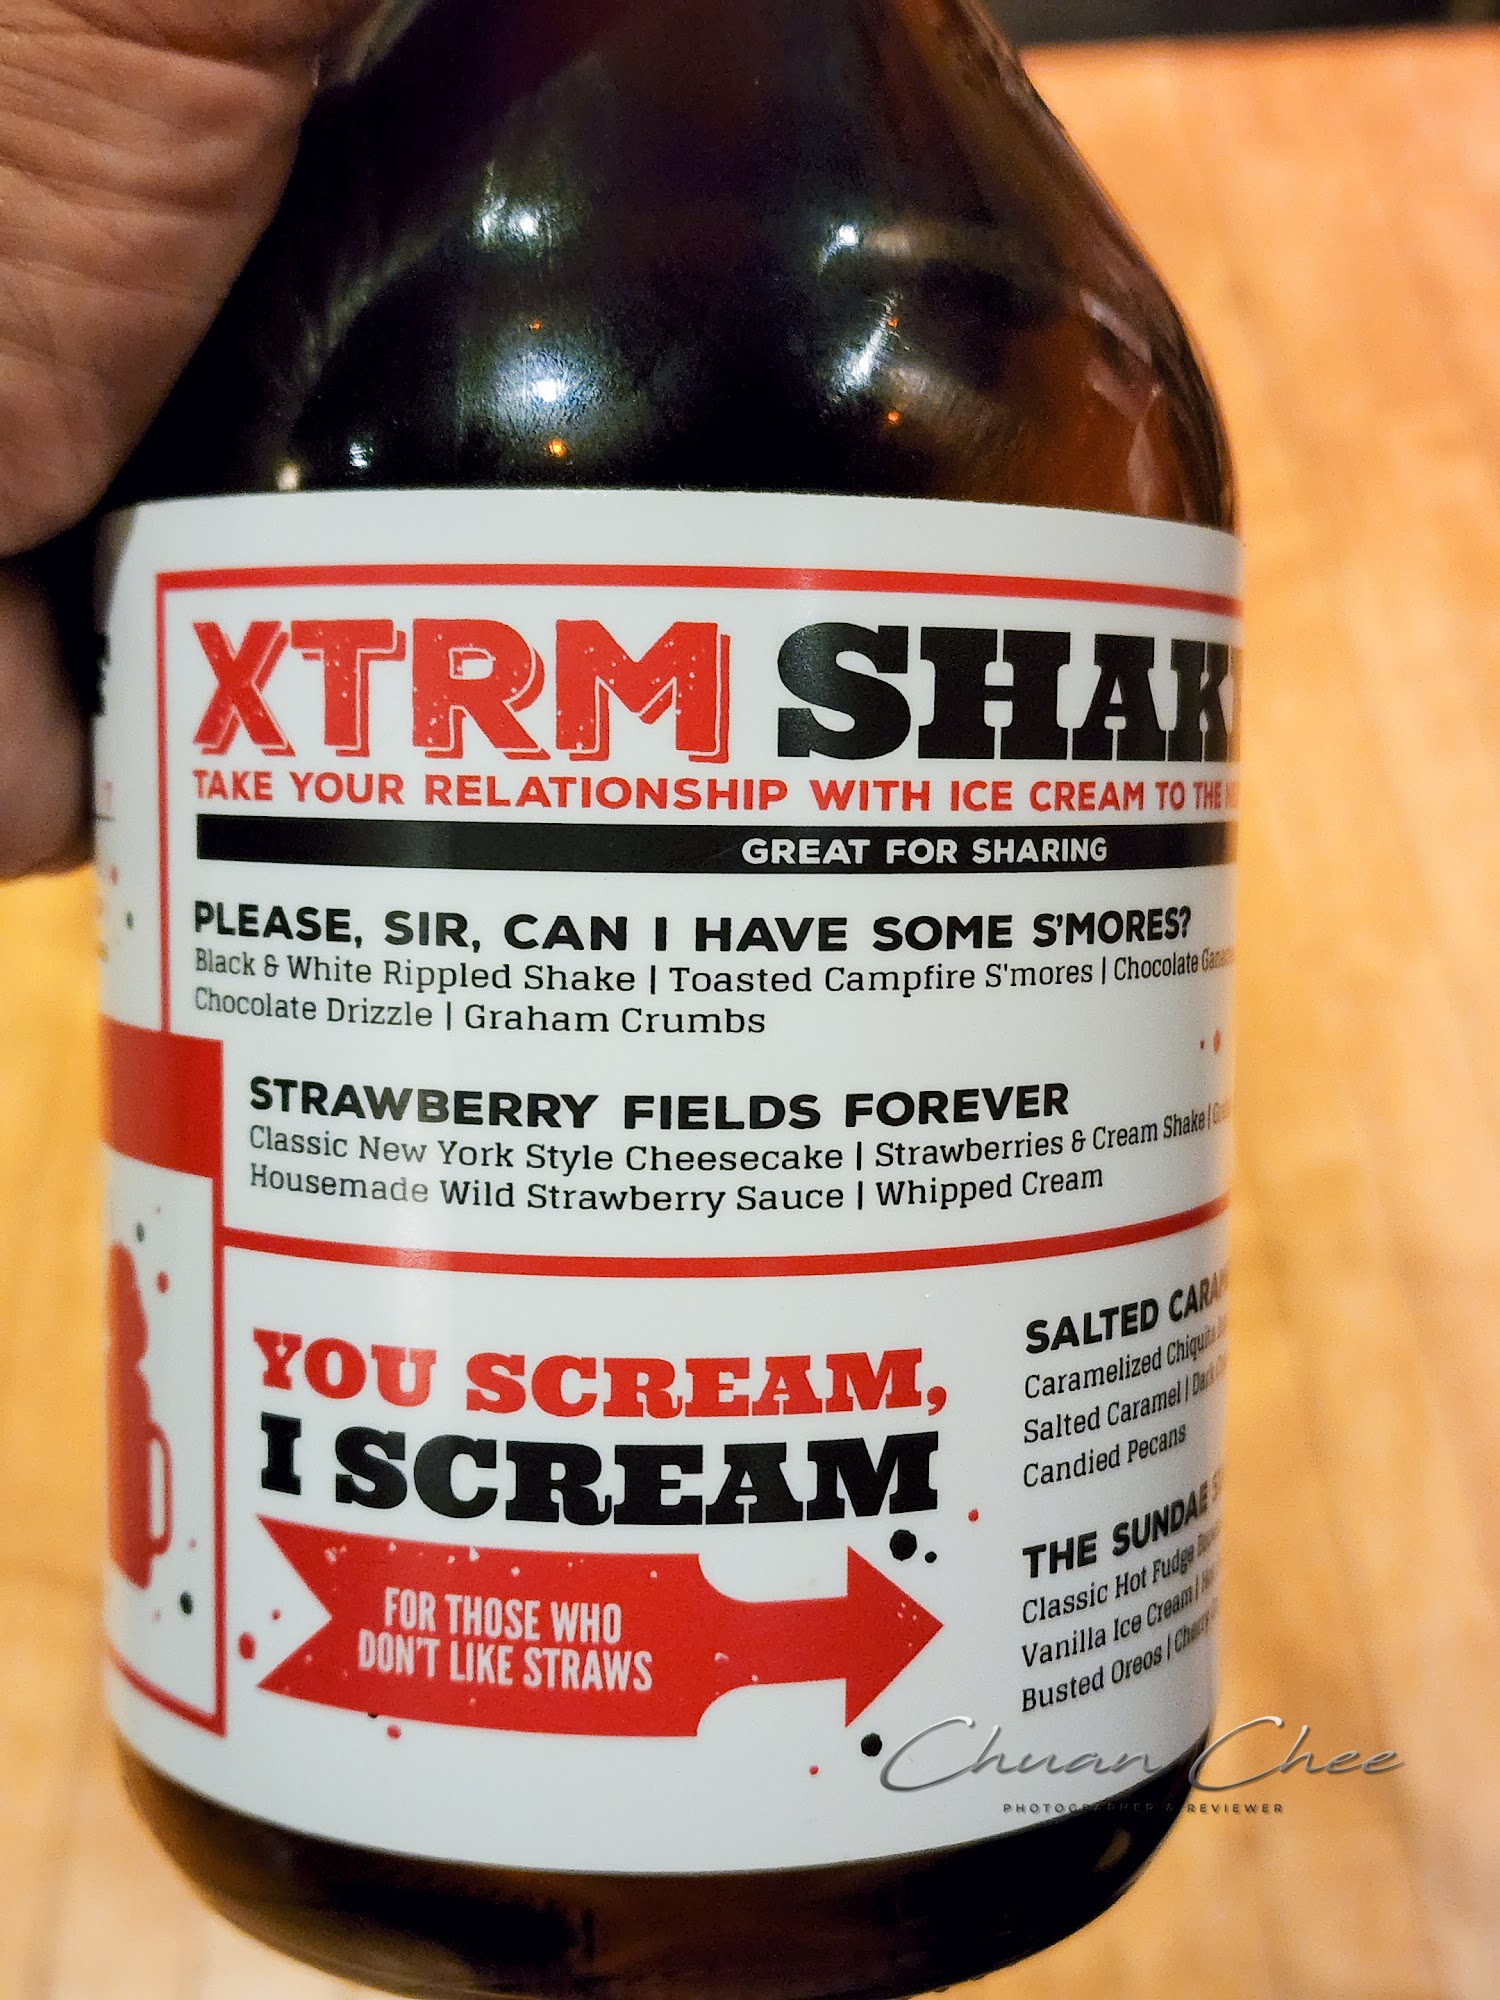 XTRM
TAKE YOUR RELATIONSHIP WITH ICE CREAM TO THE
GREAT FOR SHARING
PLEASE, SIR, CAN I HAVE SOME S'MORES?
Black & White Rippled Shake | Toasted Campfire S'mores | Chocolate
Chocolate Drizzle | Graham Crumbs
STRAWBERRY FIELDS FOREVER
Classic New York Style Cheesecake | Strawberries & Cream Shake |
Housemade Wild Strawberry Sauce | Whipped Cream
YOU SCREAM,
I SCREAM
FOR THOSE WHO
DON'T LIKE STRAWS
SALTED
Caramelized Chiquita
Salted Caramel | Dark
Candied Pecans
THE SUNDAE
Classic Hot Fudge
Vanilla Ice Cream |
Busted Oreos | Cherry
Chuan Chee
PHOTOGRAPHER & REVIEWER